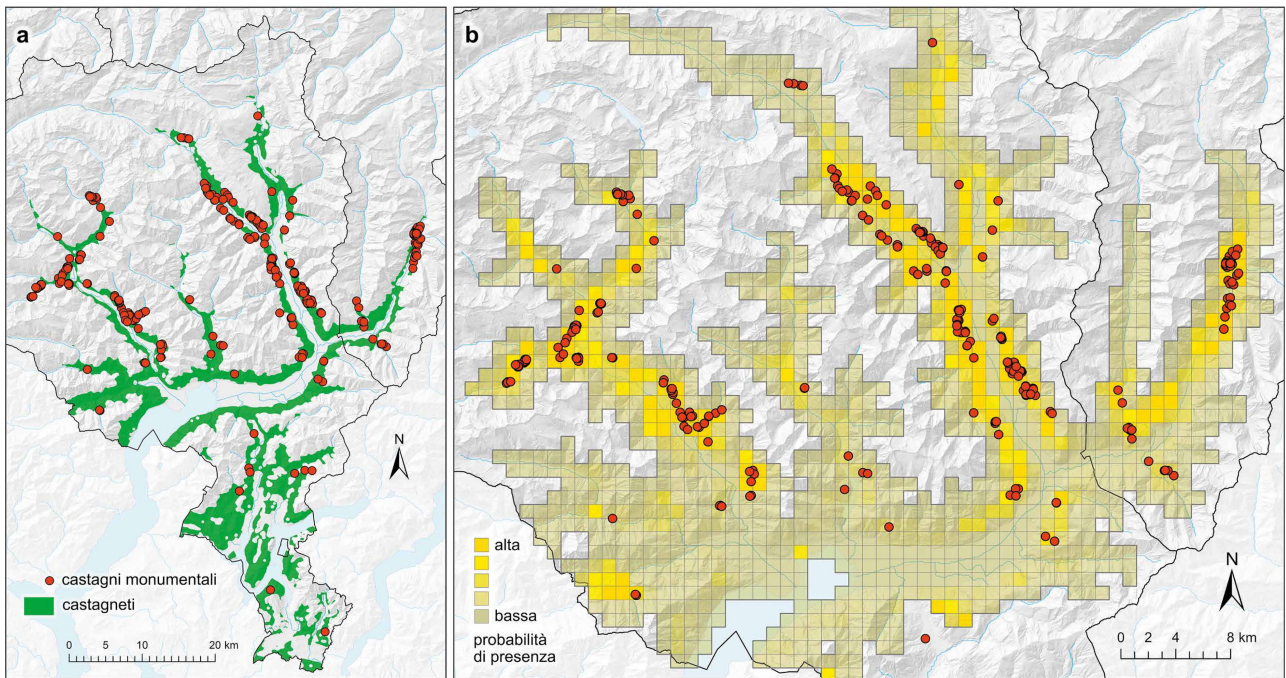 a
N
castagni monumentali
castagneti
0 5 10 20 km
b
alta
bassa
probabilità
di presenza
N
0 2 4 8 km